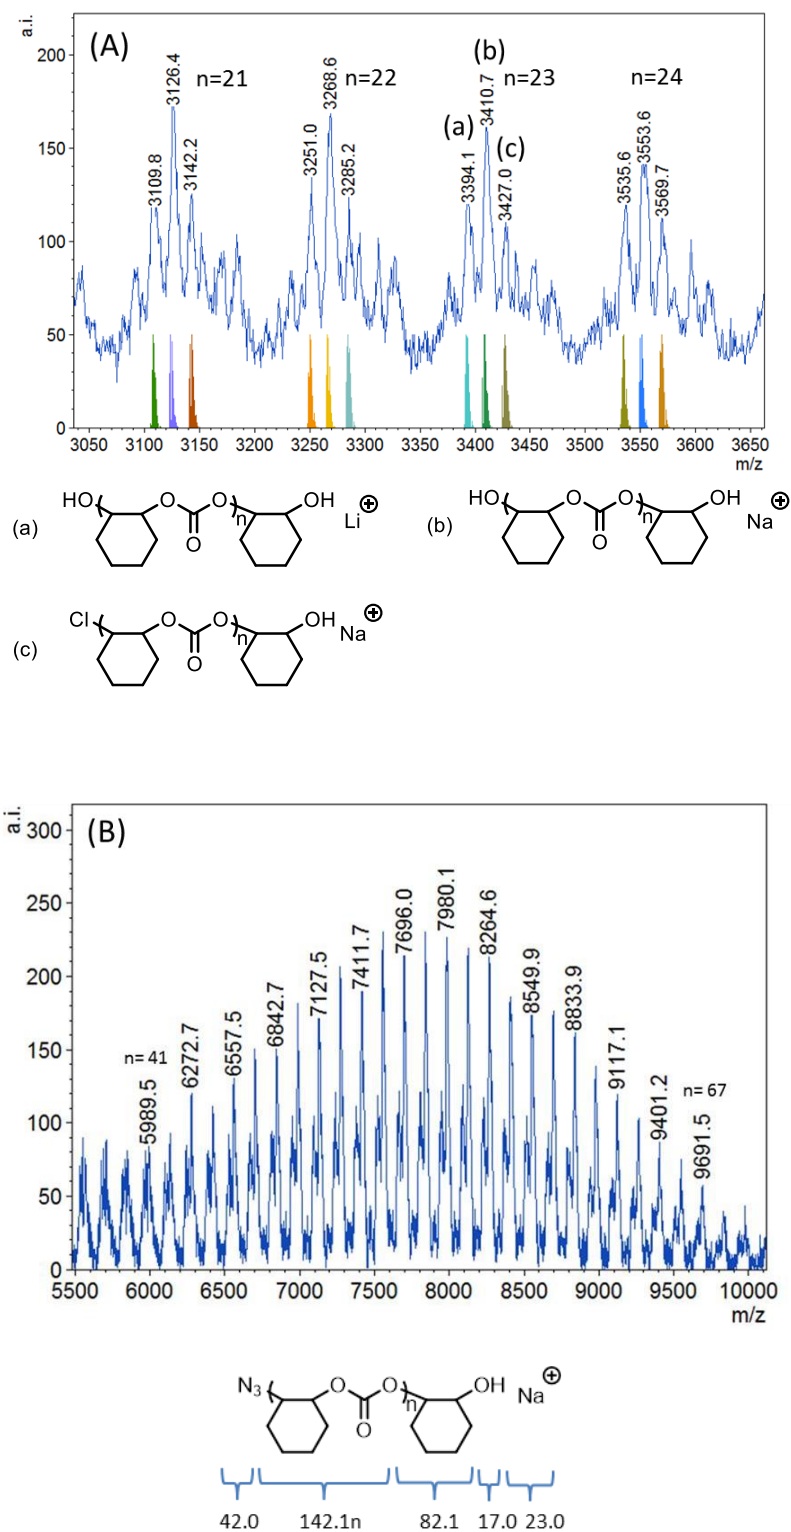 a.i.
(A)
200
150
100
50
0
3109.8
3126.4
3142.2
n=21
3251.0
3268.6
3285.2
n=22
(a)
3394.1
(b)
3410.7
(c)
3427.0
n=23
3535.6
3553.6
3569.7
n=24
3050 3100 3150 3200 3250 3300 3350 3400 3450 3500 3550 3600 3650
m/z
(a) HO O O O n OH Li ⊕
(b) HO O O O n OH Na ⊕
(c) Cl O O O n OH Na ⊕
a.i.
(B)
300
250
200
150
100
50
0
n= 41
5989.5
6272.7
6557.5
6842.7
7127.5
7411.7
7696.0
7980.1
8264.6
8549.9
8833.9
9117.1
9401.2
n= 67
9691.5
5500 6000 6500 7000 7500 8000 8500 9000 9500 10000
m/z
N3 O O O n OH Na ⊕
42.0 142.1n 82.1 17.0 23.0